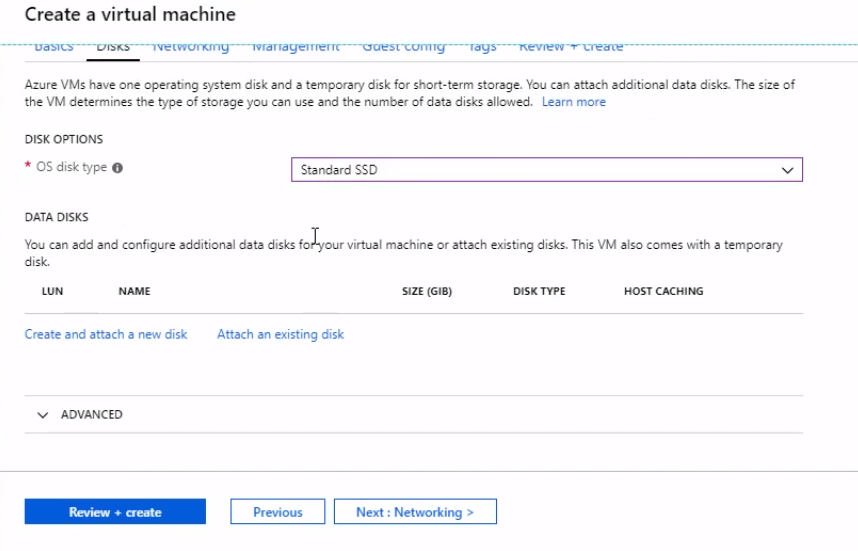 Create a virtual machine
Basics Disks Networking Management Guest config Tags Review + create
Azure VMs have one operating system disk and a temporary disk for short-term storage. You can attach additional data disks. The size of
the VM determines the type of storage you can use and the number of data disks allowed. Learn more
DISK OPTIONS
* OS disk type
Standard SSD
DATA DISKS
You can add and configure additional data disks for your virtual machine or attach existing disks. This VM also comes with a temporary
disk.
LUN NAME SIZE (GIB) DISK TYPE HOST CACHING
Create and attach a new disk Attach an existing disk
ADVANCED
Review + create Previous Next : Networking >